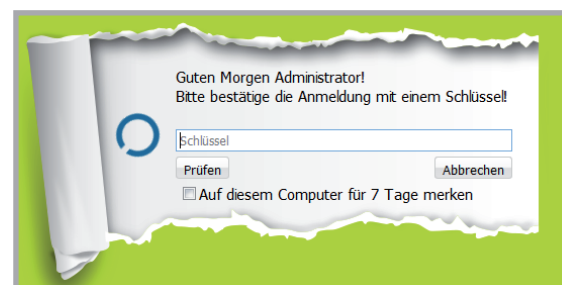 Guten Morgen Administrator!
Bitte bestätige die Anmeldung mit einem Schlüssel!
Schlüssel
Prüfen Abbrechen
Auf diesem Computer für 7 Tage merken